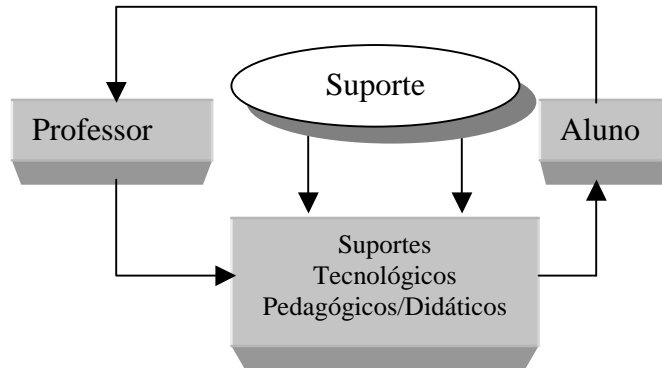 Suporte
Professor
Aluno
Suportes
Tecnológicos
Pedagógicos/Didáticos